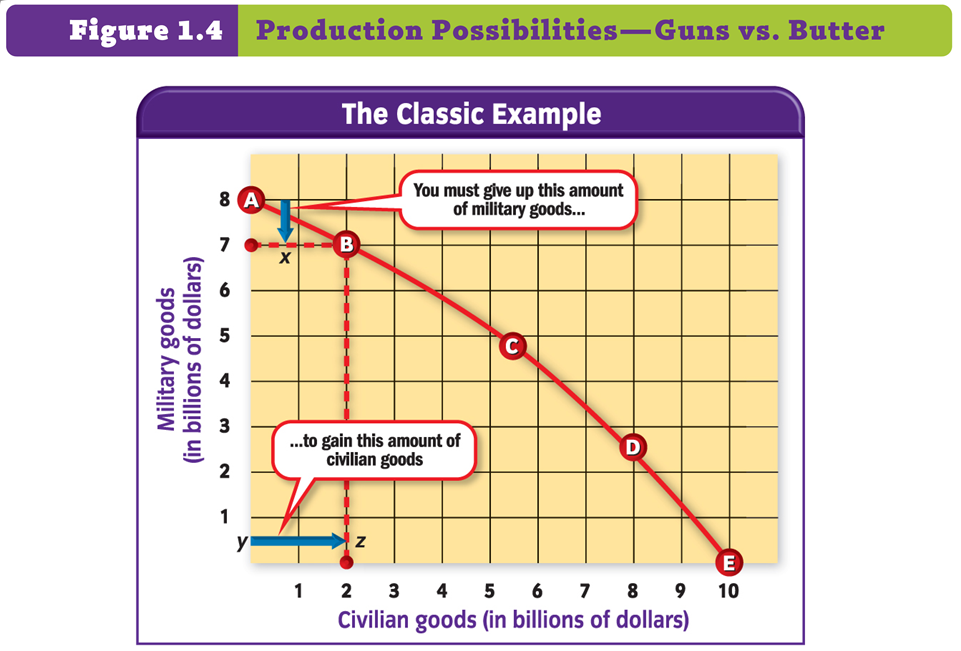 Figure 1.4 Production Possibilities—Guns vs. Butter
The Classic Example
Military goods
(in billions of dollars)
8
7
6
5
4
3
2
1
A
B
C
D
E
You must give up this amount
of military goods...
x
...to gain this amount of
civilian goods
y
z
1 2 3 4 5 6 7 8 9 10
Civilian goods (in billions of dollars)